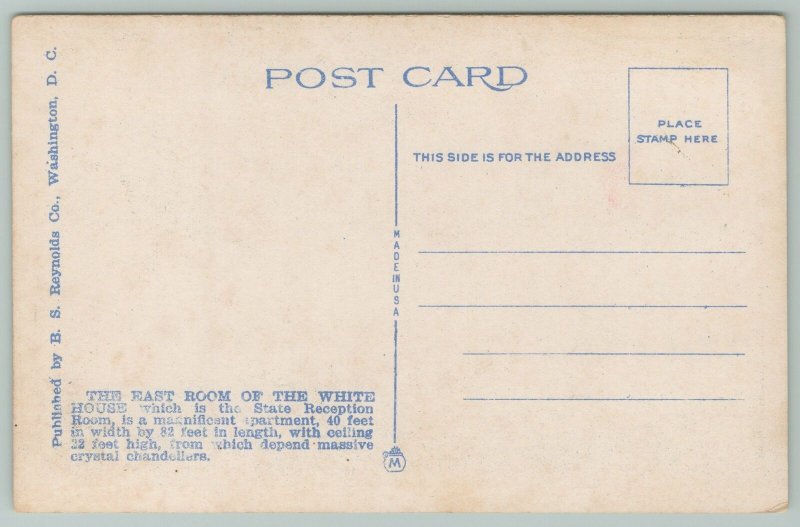 POST CARD
PLACE
STAMP HERE
THIS SIDE IS FOR THE ADDRESS
Published by B. S. Reynolds Co., Washington, D. C.
MADE IN USA
THE EAST ROOM OF THE WHITE
HOUSE which is the State Reception
Room, is a magnificent apartment, 40 feet
in width by 82 feet in length, with ceiling
22 feet high, from which depend massive
crystal chandeliers.
M